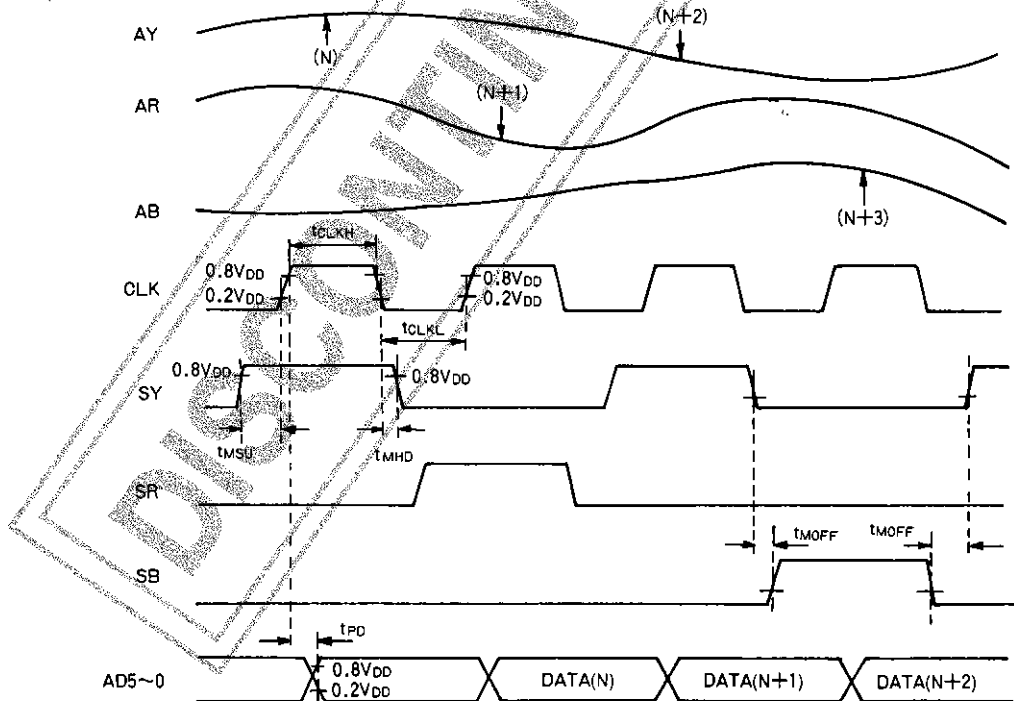 AY
(N)
(N+2)
AR
(N+1)
AB
(N+3)
tCLKH
CLK
0.8VDD
0.2VDD
0.8VDD
0.2VDD
tCLKL
SY
0.8VDD
0.8VDD
tMSU
tMHD
SR
tMOFF
tMOFF
SB
tPD
AD5~0
0.8VDD
0.2VDD
DATA(N)
DATA(N+1)
DATA(N+2)
DISCONTIN